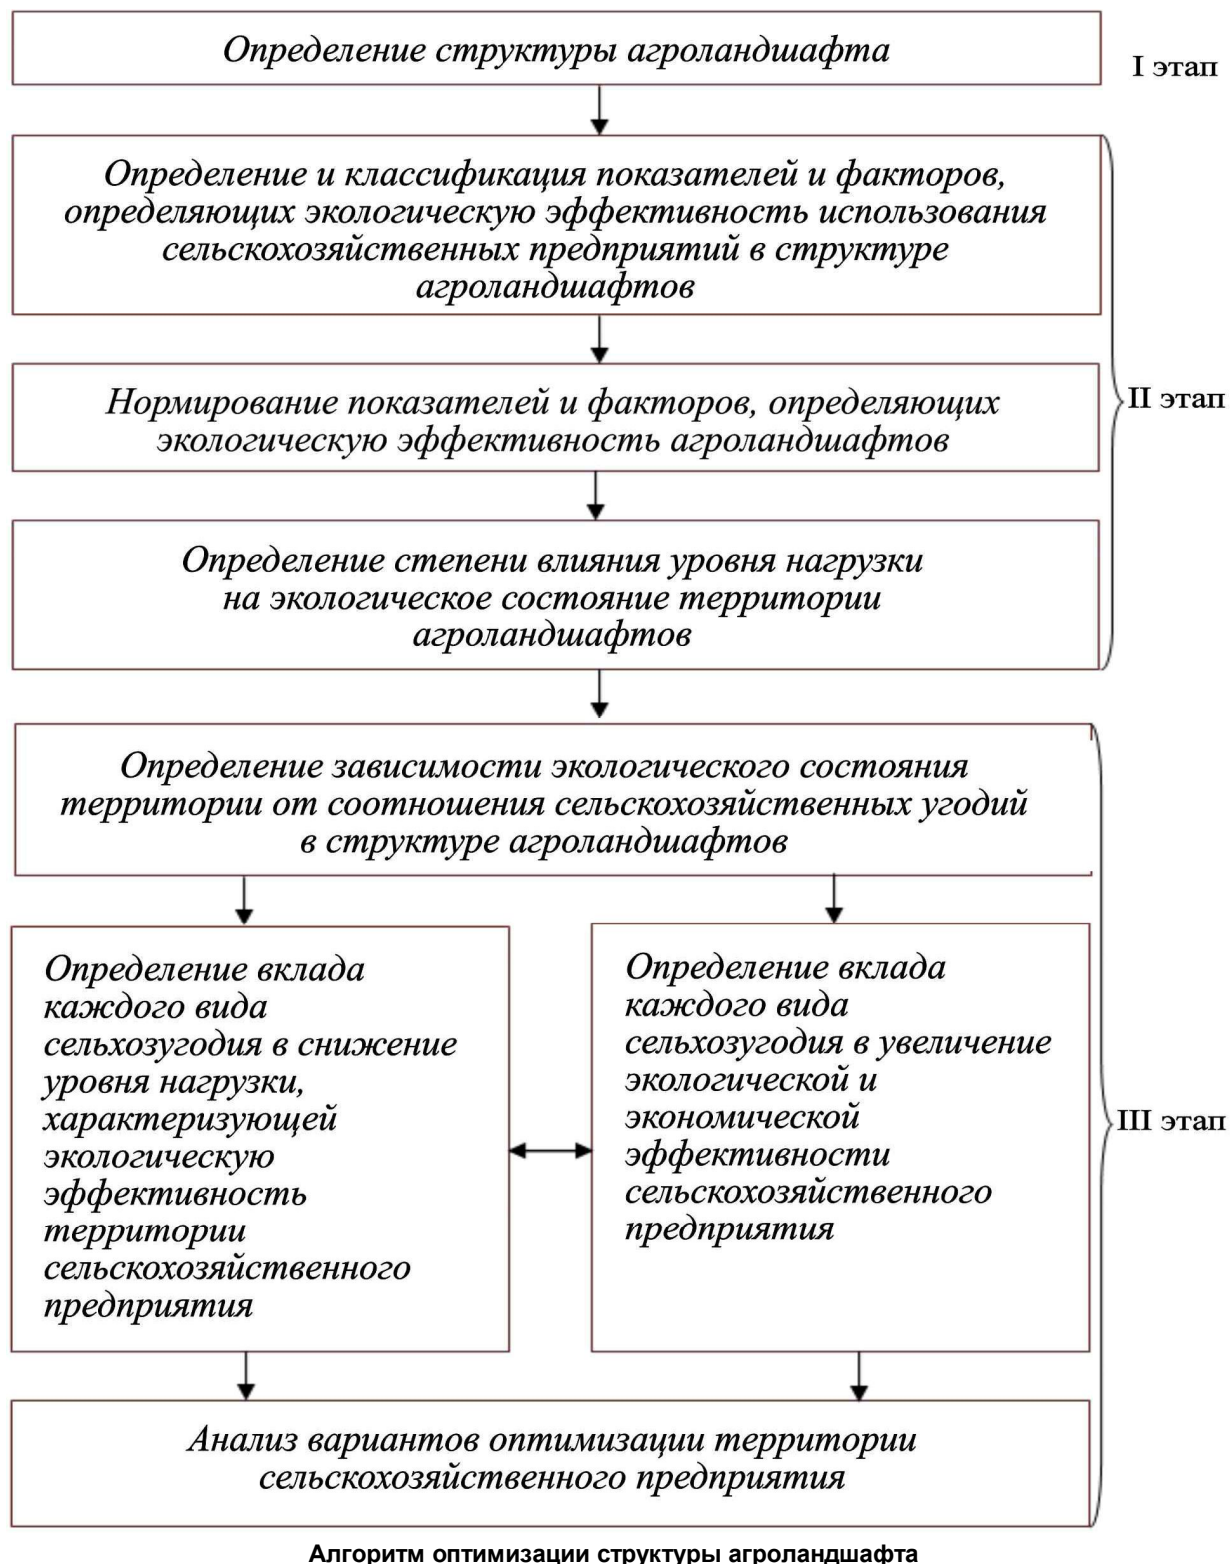 Определение структуры агроландшафта
I этап
Определение и классификация показателей и факторов,
определяющих экологическую эффективность использования
сельскохозяйственных предприятий в структуре
агроландшафтов
Нормирование показателей и факторов, определяющих
экологическую эффективность агроландшафтов
II этап
Определение степени влияния уровня нагрузки
на экологическое состояние территории
агроландшафтов
Определение зависимости экологического состояния
территории от соотношения сельскохозяйственных угодий
в структуре агроландшафтов
Определение вклада
каждого вида
сельхозугодия в снижение
уровня нагрузки,
характеризующей
экологическую
эффективность
территории
сельскохозяйственного
предприятия
Определение вклада
каждого вида
сельхозугодия в увеличение
экологической и
экономической
эффективности
сельскохозяйственного
предприятия
III этап
Анализ вариантов оптимизации территории
сельскохозяйственного предприятия
Алгоритм оптимизации структуры агроландшафта